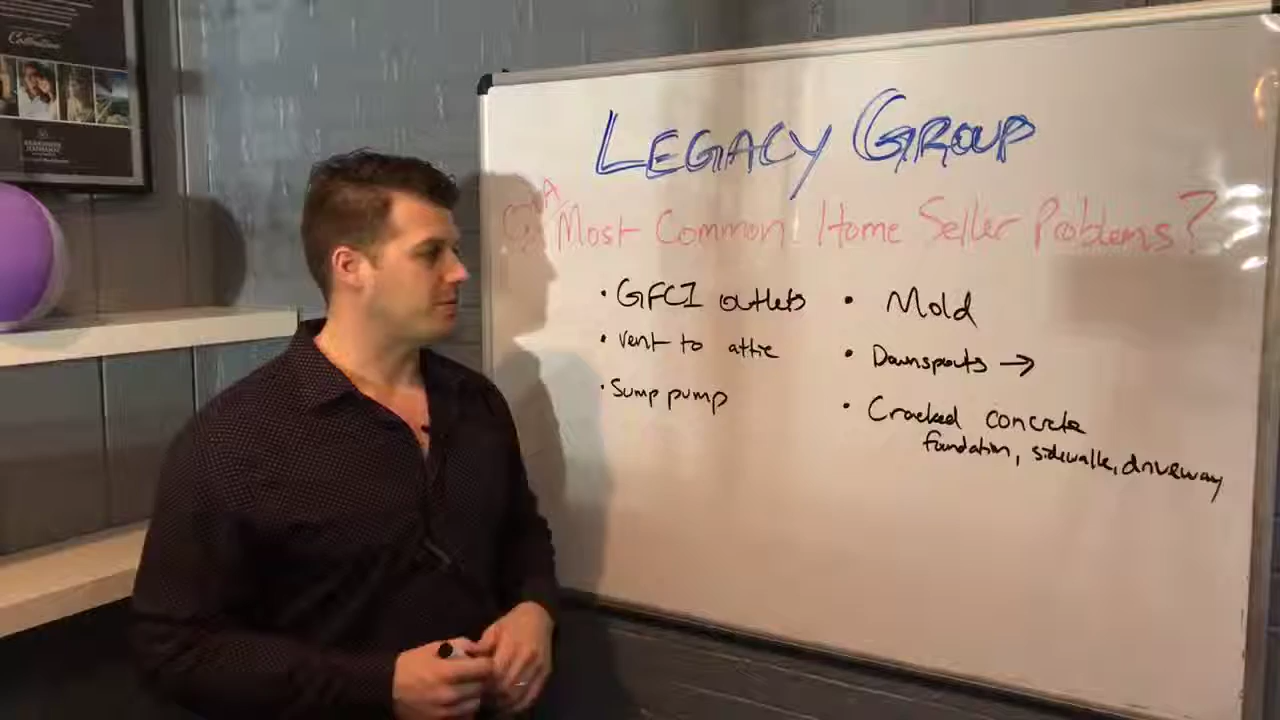 LEGACY GROUP
A
Most Common Home Seller Problems?
• GFCI outlets
• vent to attic
• Sump pump
• Mold
• Downspouts →
• Cracked concrete
foundation, sidewalks, driveway